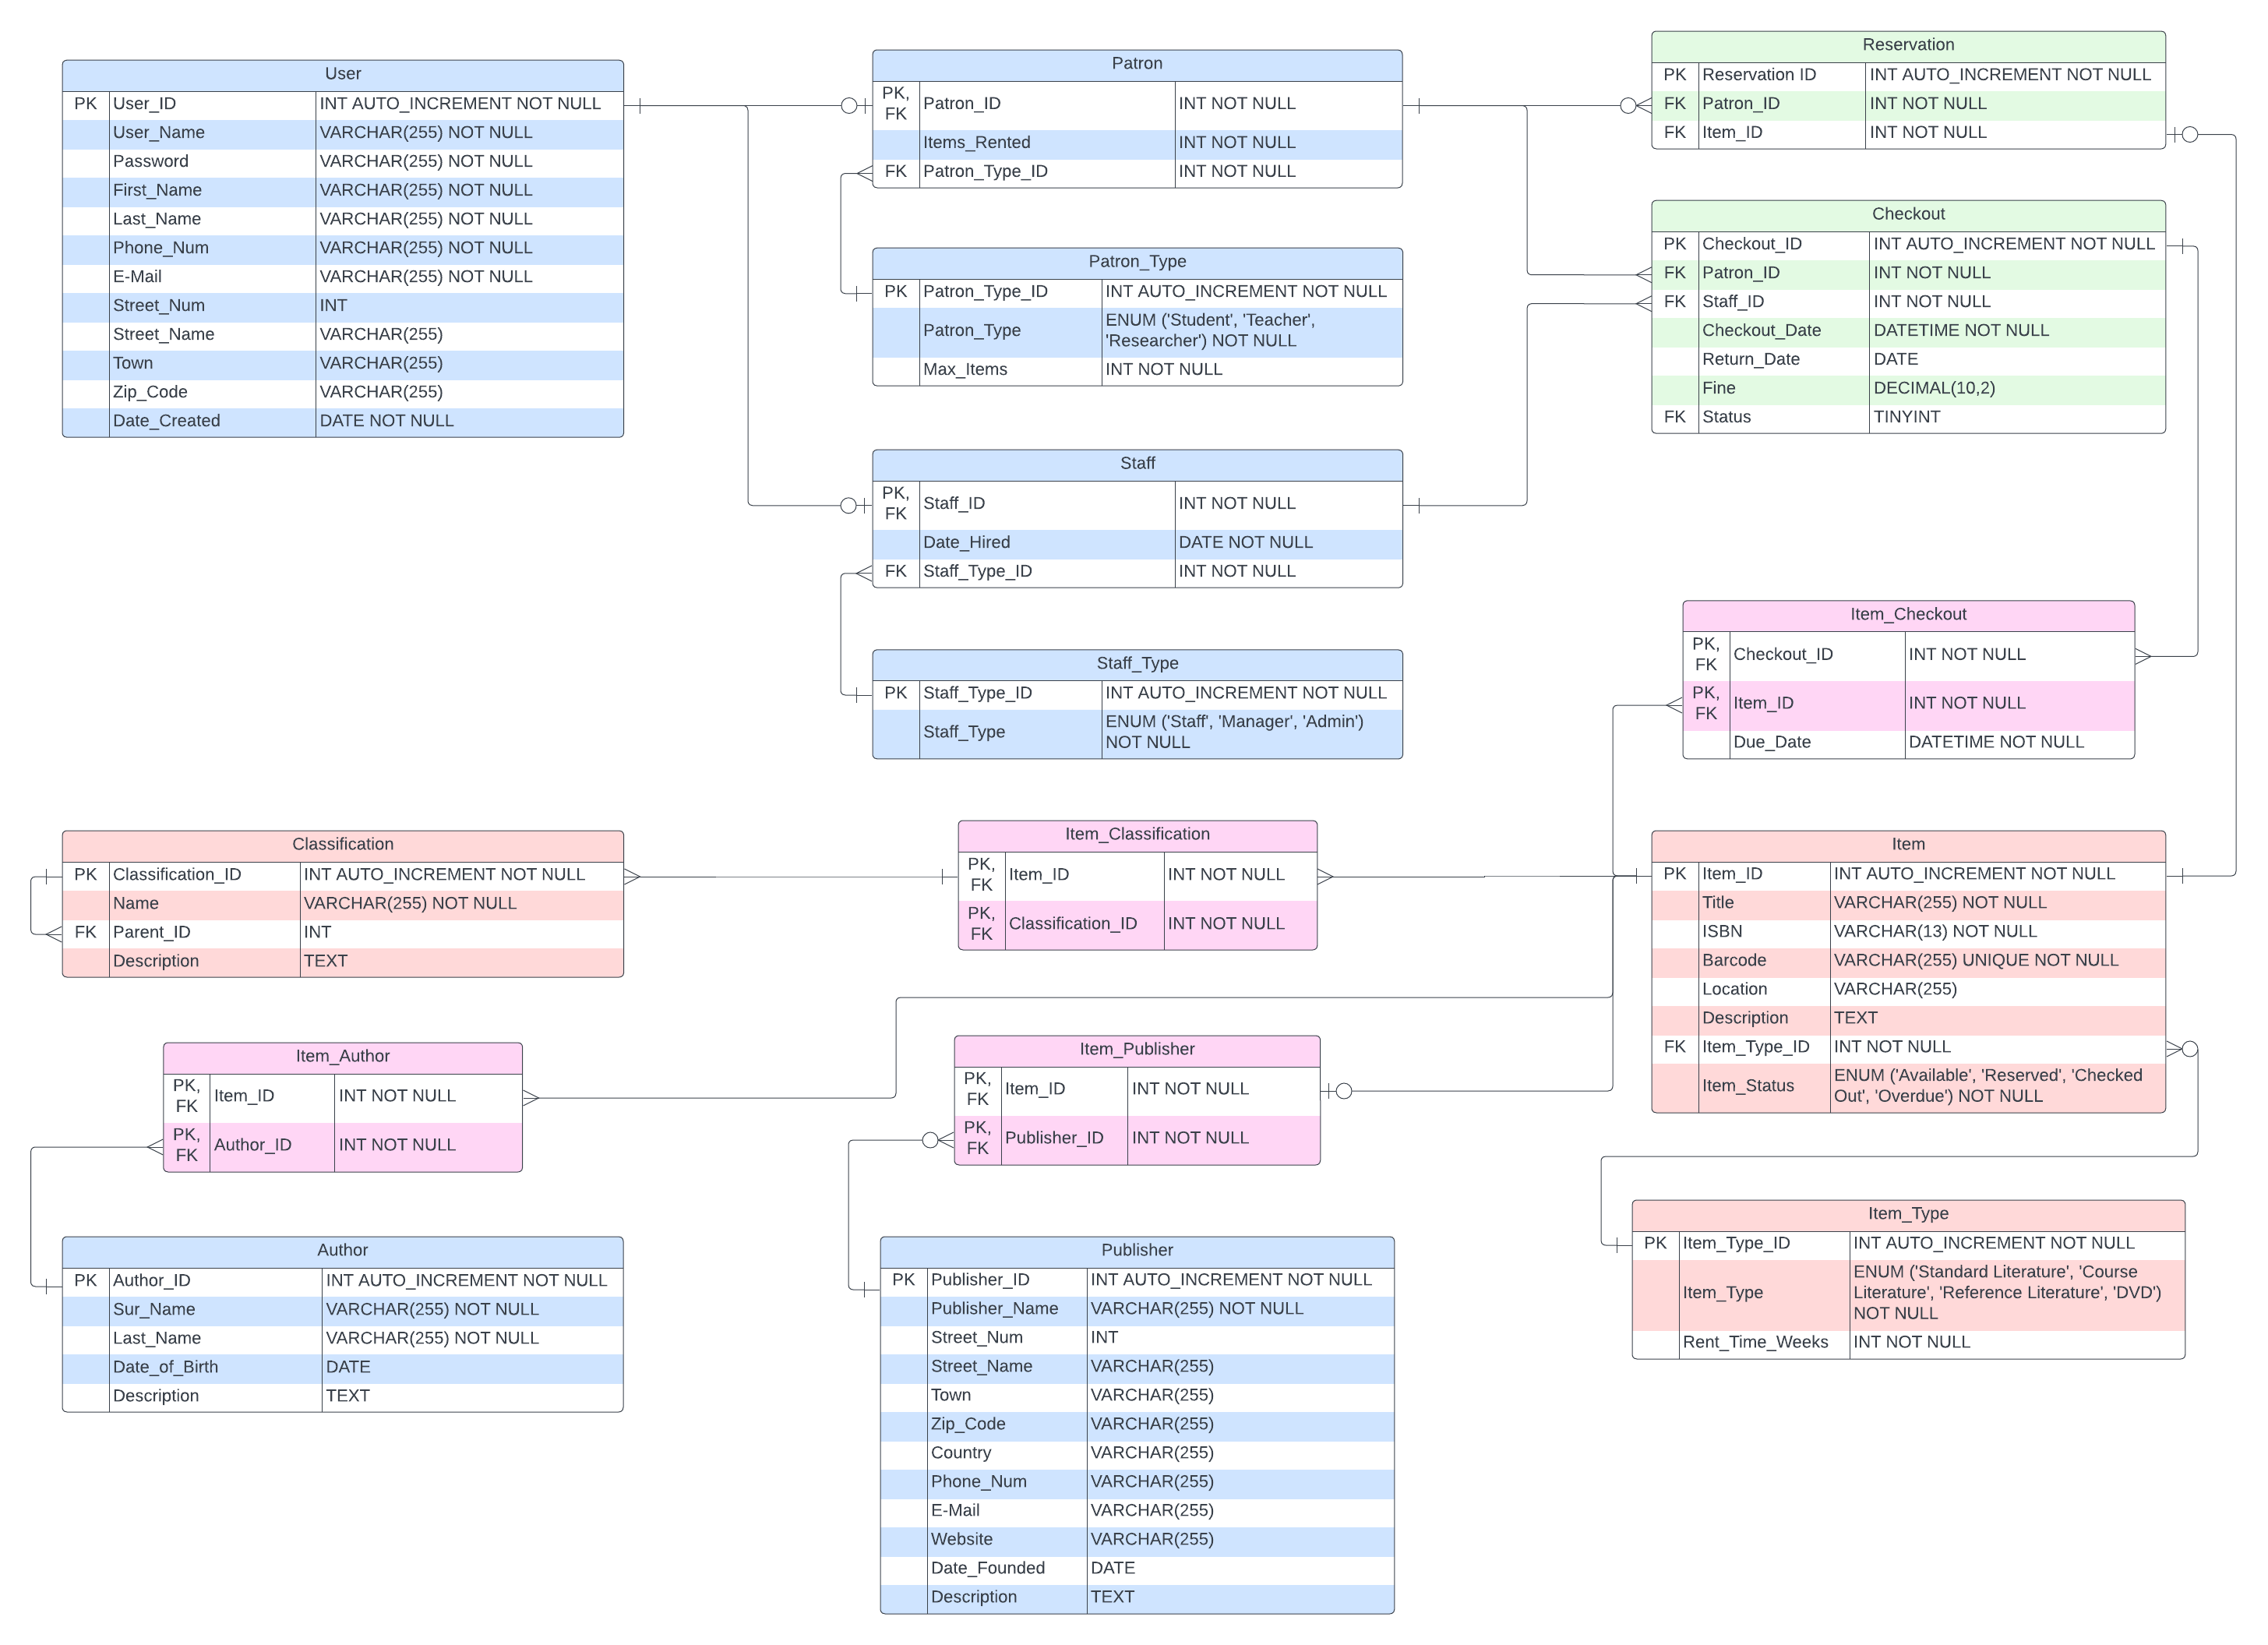 User
PK User_ID INT AUTO_INCREMENT NOT NULL
User_Name VARCHAR(255) NOT NULL
Password VARCHAR(255) NOT NULL
First_Name VARCHAR(255) NOT NULL
Last_Name VARCHAR(255) NOT NULL
Phone_Num VARCHAR(255) NOT NULL
E-Mail VARCHAR(255) NOT NULL
Street_Num INT
Street_Name VARCHAR(255)
Town VARCHAR(255)
Zip_Code VARCHAR(255)
Date_Created DATE NOT NULL
Patron
PK,
FK Patron_ID INT NOT NULL
Items_Rented INT NOT NULL
FK Patron_Type_ID INT NOT NULL
Patron_Type
PK Patron_Type_ID INT AUTO_INCREMENT NOT NULL
Patron_Type ENUM ('Student', 'Teacher',
'Researcher') NOT NULL
Max_Items INT NOT NULL
Staff
PK,
FK Staff_ID INT NOT NULL
Date_Hired DATE NOT NULL
FK Staff_Type_ID INT NOT NULL
Staff_Type
PK Staff_Type_ID INT AUTO_INCREMENT NOT NULL
Staff_Type ENUM ('Staff', 'Manager', 'Admin')
NOT NULL
Reservation
PK Reservation ID INT AUTO_INCREMENT NOT NULL
FK Patron_ID INT NOT NULL
FK Item_ID INT NOT NULL
Checkout
PK Checkout_ID INT AUTO_INCREMENT NOT NULL
FK Patron_ID INT NOT NULL
FK Staff_ID INT NOT NULL
Checkout_Date DATETIME NOT NULL
Return_Date DATE
Fine DECIMAL(10,2)
FK Status TINYINT
Item_Checkout
PK,
FK Checkout_ID INT NOT NULL
PK,
FK Item_ID INT NOT NULL
Due_Date DATETIME NOT NULL
Classification
PK Classification_ID INT AUTO_INCREMENT NOT NULL
Name VARCHAR(255) NOT NULL
FK Parent_ID INT
Description TEXT
Item_Classification
PK,
FK Item_ID INT NOT NULL
PK,
FK Classification_ID INT NOT NULL
Item
PK Item_ID INT AUTO_INCREMENT NOT NULL
Title VARCHAR(255) NOT NULL
ISBN VARCHAR(13) NOT NULL
Barcode VARCHAR(255) UNIQUE NOT NULL
Location VARCHAR(255)
Description TEXT
FK Item_Type_ID INT NOT NULL
Item_Status ENUM ('Available', 'Reserved', 'Checked
Out', 'Overdue') NOT NULL
Item_Author
PK,
FK Item_ID INT NOT NULL
PK,
FK Author_ID INT NOT NULL
Item_Publisher
PK,
FK Item_ID INT NOT NULL
PK,
FK Publisher_ID INT NOT NULL
Author
PK Author_ID INT AUTO_INCREMENT NOT NULL
Sur_Name VARCHAR(255) NOT NULL
Last_Name VARCHAR(255) NOT NULL
Date_of_Birth DATE
Description TEXT
Publisher
PK Publisher_ID INT AUTO_INCREMENT NOT NULL
Publisher_Name VARCHAR(255) NOT NULL
Street_Num INT
Street_Name VARCHAR(255)
Town VARCHAR(255)
Zip_Code VARCHAR(255)
Country VARCHAR(255)
Phone_Num VARCHAR(255)
E-Mail VARCHAR(255)
Website VARCHAR(255)
Date_Founded DATE
Description TEXT
Item_Type
PK Item_Type_ID INT AUTO_INCREMENT NOT NULL
Item_Type ENUM ('Standard Literature', 'Course
Literature', 'Reference Literature', 'DVD')
NOT NULL
Rent_Time_Weeks INT NOT NULL